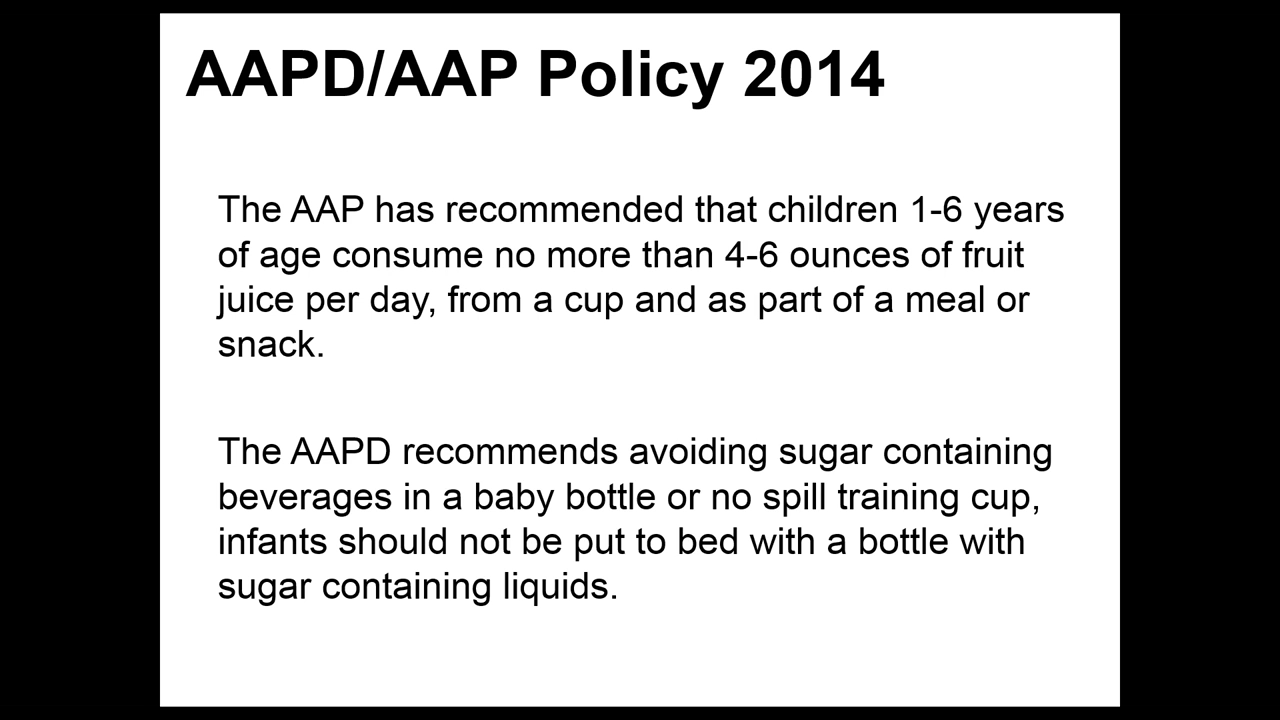 AAPD/AAP Policy 2014
The AAP has recommended that children 1-6 years
of age consume no more than 4-6 ounces of fruit
juice per day, from a cup and as part of a meal or
snack.
The AAPD recommends avoiding sugar containing
beverages in a baby bottle or no spill training cup,
infants should not be put to bed with a bottle with
sugar containing liquids.